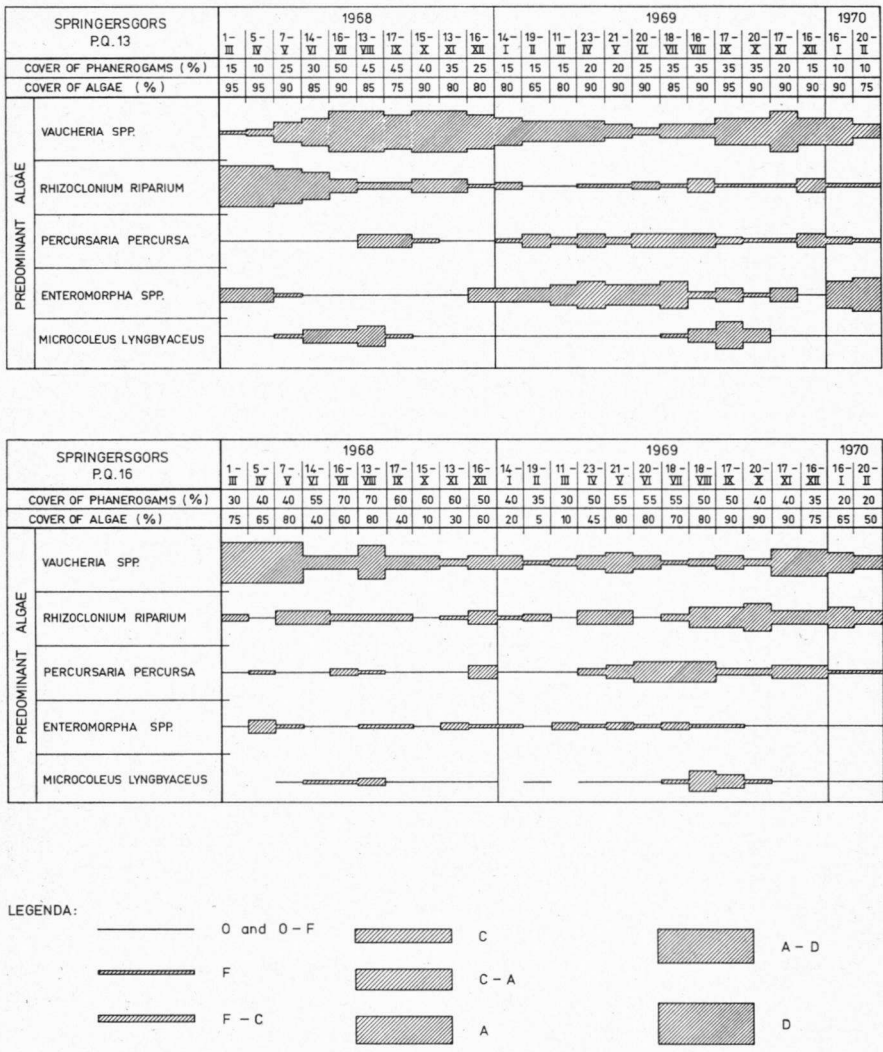 SPRINGERSGORS P.Q. 13
1968 1969 1970
1– 5– 7– 14– 16– 13– 17– 15– 13– 16– 14– 19– 11– 23– 21– 20– 18– 18– 17– 20– 17– 16– 16– 20–
III IV V VI VII VIII IX X XI XII I II III IV V VI VII VIII IX X XI XII I II
COVER OF PHANEROGAMS (%) 15 10 25 30 50 45 45 40 35 25 15 15 15 20 20 25 35 35 35 35 20 15 10 10
COVER OF ALGAE (%) 95 95 90 85 90 85 75 90 80 80 80 65 80 90 90 90 90 85 95 90 90 90 90 75
PREDOMINANT ALGAE
VAUCHERIA SPP.
RHIZOCLONIUM RIPARIUM
PERCURSARIA PERCURSA
ENTEROMORPHA SPP.
MICROCOLEUS LYNGBYACEUS
SPRINGERSGORS P.Q. 16
1968 1969 1970
1– 5– 7– 14– 16– 13– 17– 15– 13– 16– 14– 19– 11– 23– 21– 20– 18– 18– 17– 20– 17– 16– 16– 20–
III IV V VI VII VIII IX X XI XII I II III IV V VI VII VIII IX X XI XII I II
COVER OF PHANEROGAMS (%) 30 40 40 55 70 70 60 60 60 50 40 35 30 50 55 55 55 50 50 40 40 35 20 20
COVER OF ALGAE (%) 75 65 80 40 60 80 40 10 30 60 20 5 10 45 80 80 70 80 90 90 90 75 65 50
PREDOMINANT ALGAE
VAUCHERIA SPP.
RHIZOCLONIUM RIPARIUM
PERCURSARIA PERCURSA
ENTEROMORPHA SPP.
MICROCOLEUS LYNGBYACEUS
LEGENDA:
O and O – F
F
F – C
C
C – A
A
A – D
D